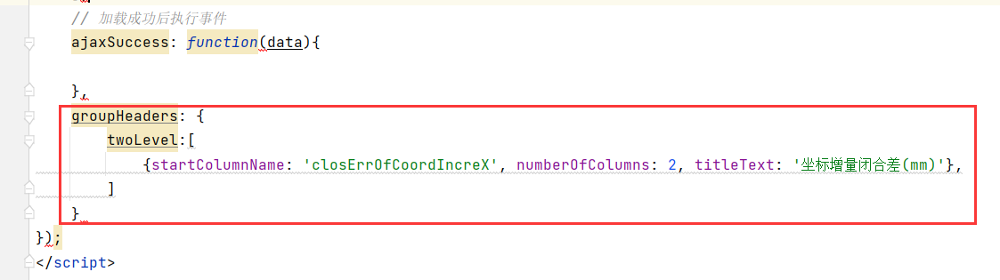 // 加载成功后执行事件
ajaxSuccess: function(data){
},
groupHeaders: {
twoLevel:[
{startColumnName: 'closErrOfCoordIncreX', numberOfColumns: 2, titleText: '坐标增量闭合差(mm)'},
]
}
});
</script>